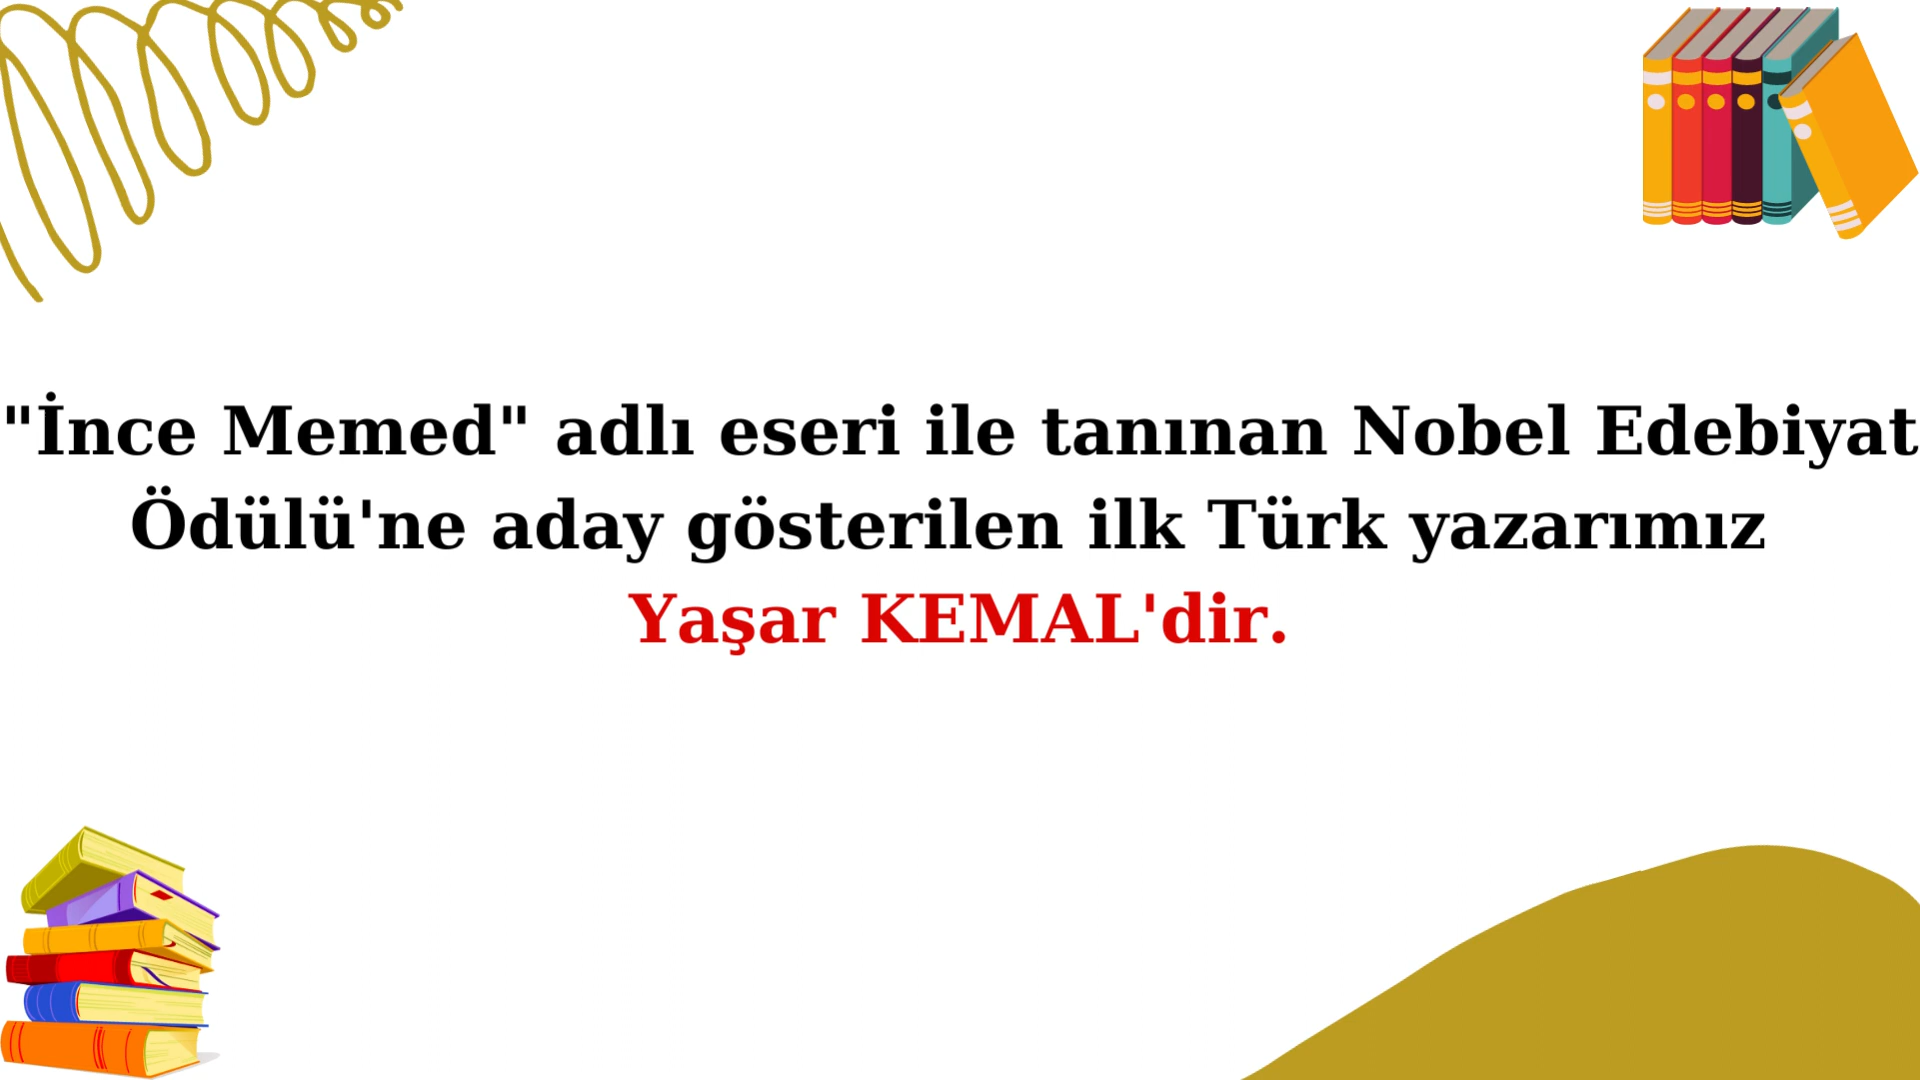 "İnce Memed" adlı eseri ile tanınan Nobel Edebiyat
Ödülü'ne aday gösterilen ilk Türk yazarımız
Yaşar KEMAL'dir.